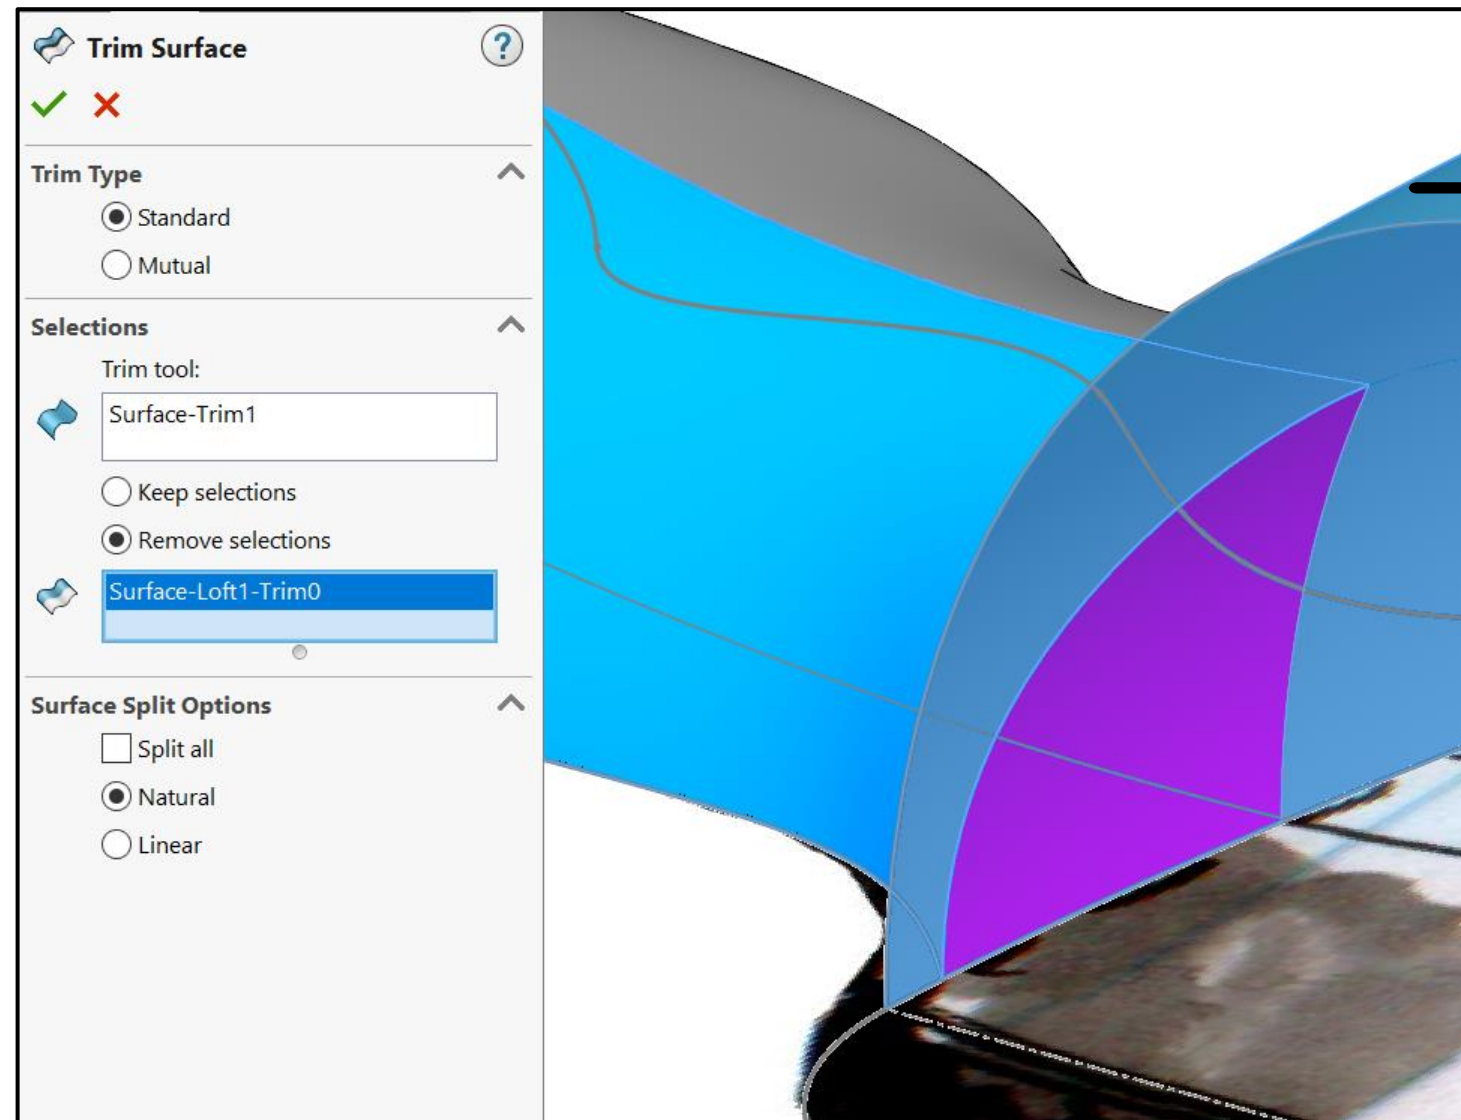 Trim Surface
?
Trim Type
Standard
Mutual
Selections
Trim tool:
Surface-Trim1
Keep selections
Remove selections
Surface-Loft1-Trim0
Surface Split Options
Split all
Natural
Linear